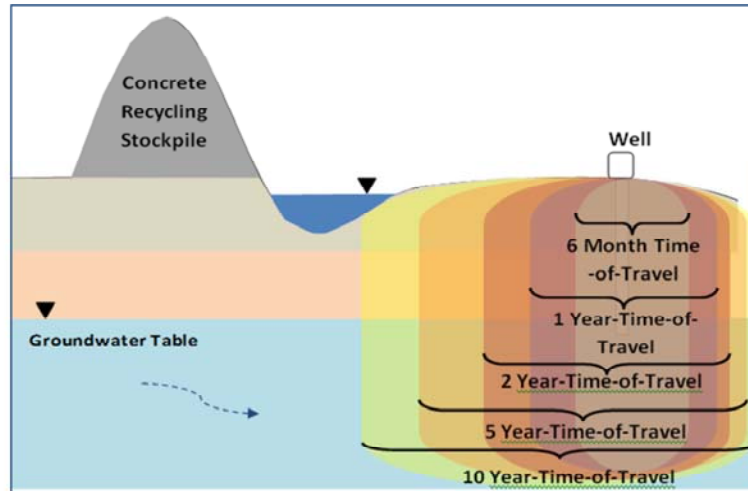 Concrete
Recycling
Stockpile
Well
6 Month Time
-of-Travel
1 Year-Time-of-
Travel
Groundwater Table
2 Year-Time-of-Travel
5 Year-Time-of-Travel
10 Year-Time-of-Travel